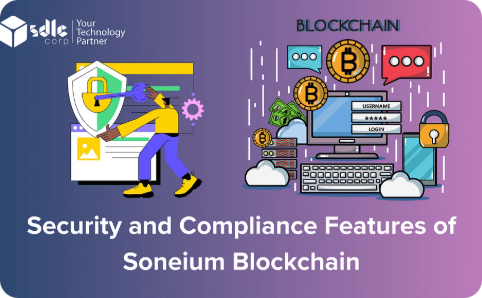 sdlc
corp
Your
Technology
Partner
BLOCKCHAIN
USERNAME
*****
LOGIN
Security and Compliance Features of
Soneium Blockchain